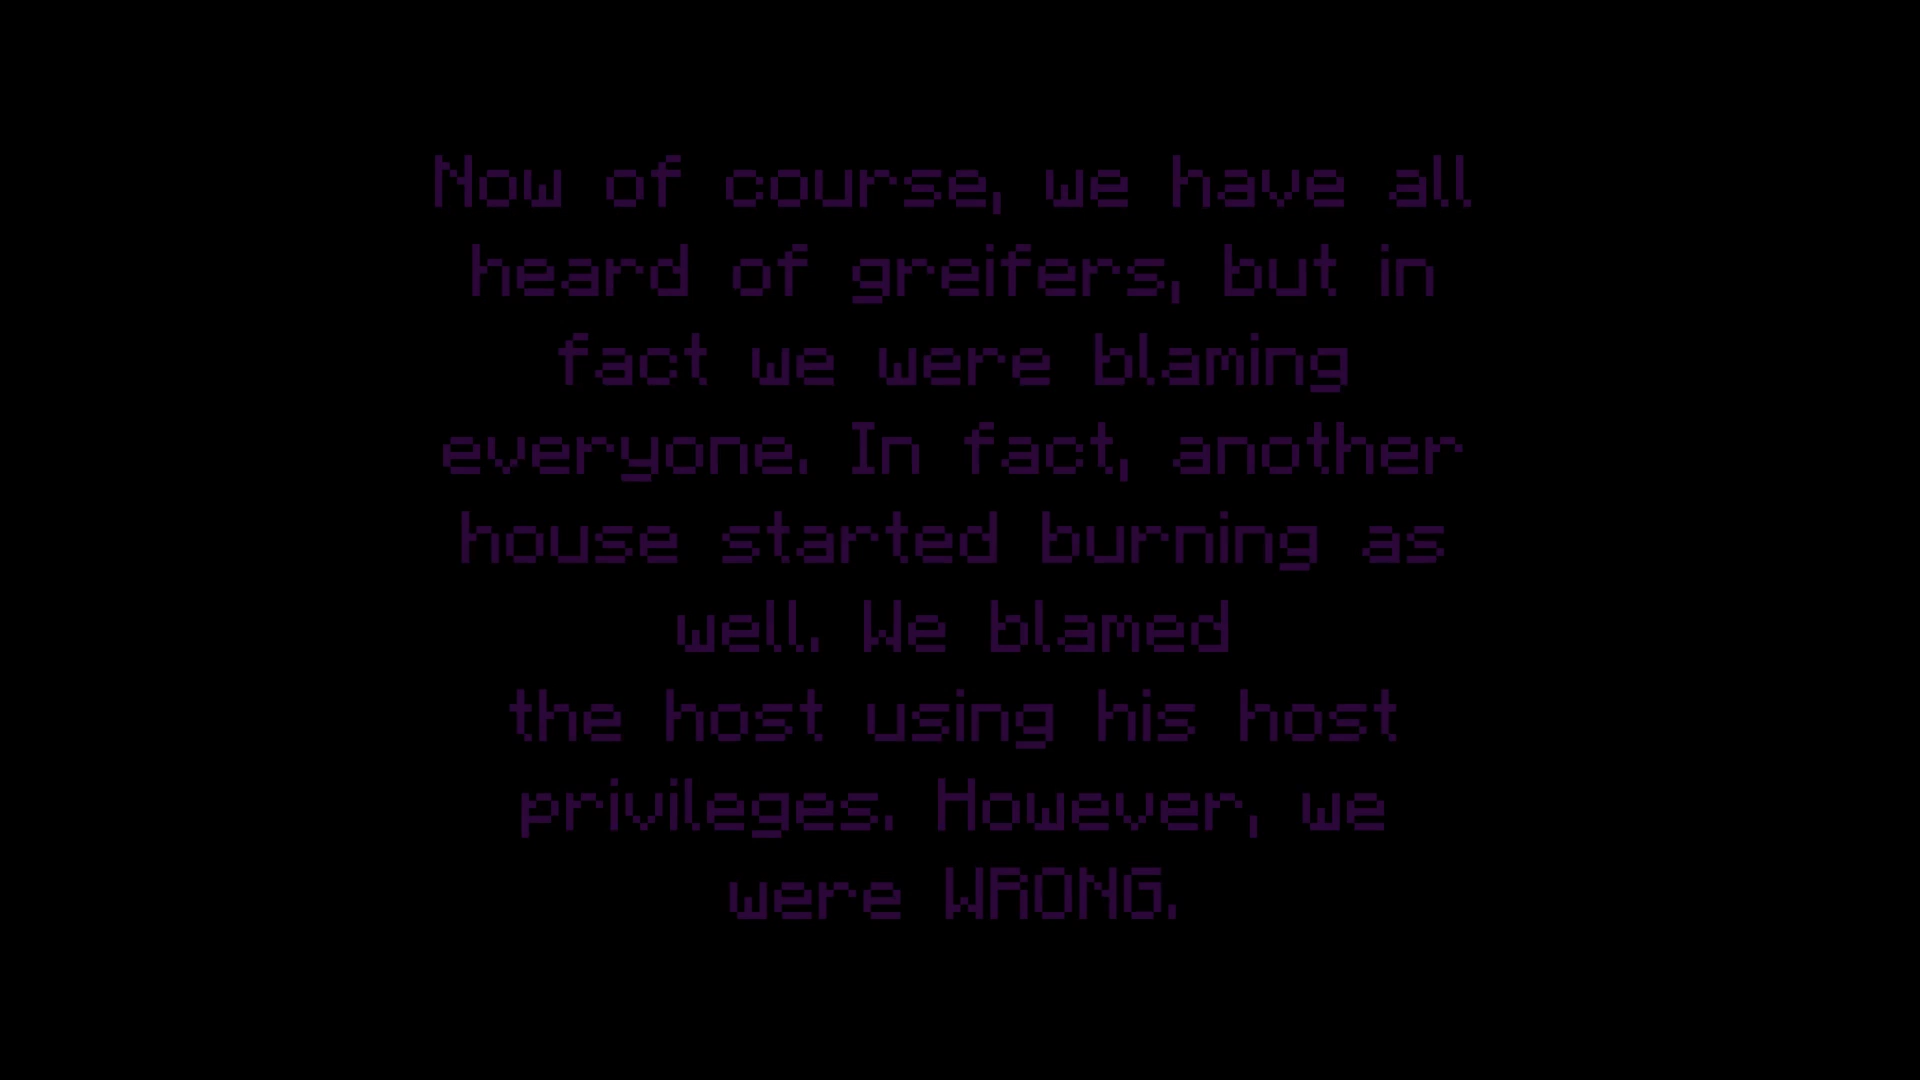 Now of course, we have all
heard of greifers, but in
fact we were blaming
everyone. In fact, another
house started burning as
well. We blamed
the host using his host
privileges. However, we
were WRONG.